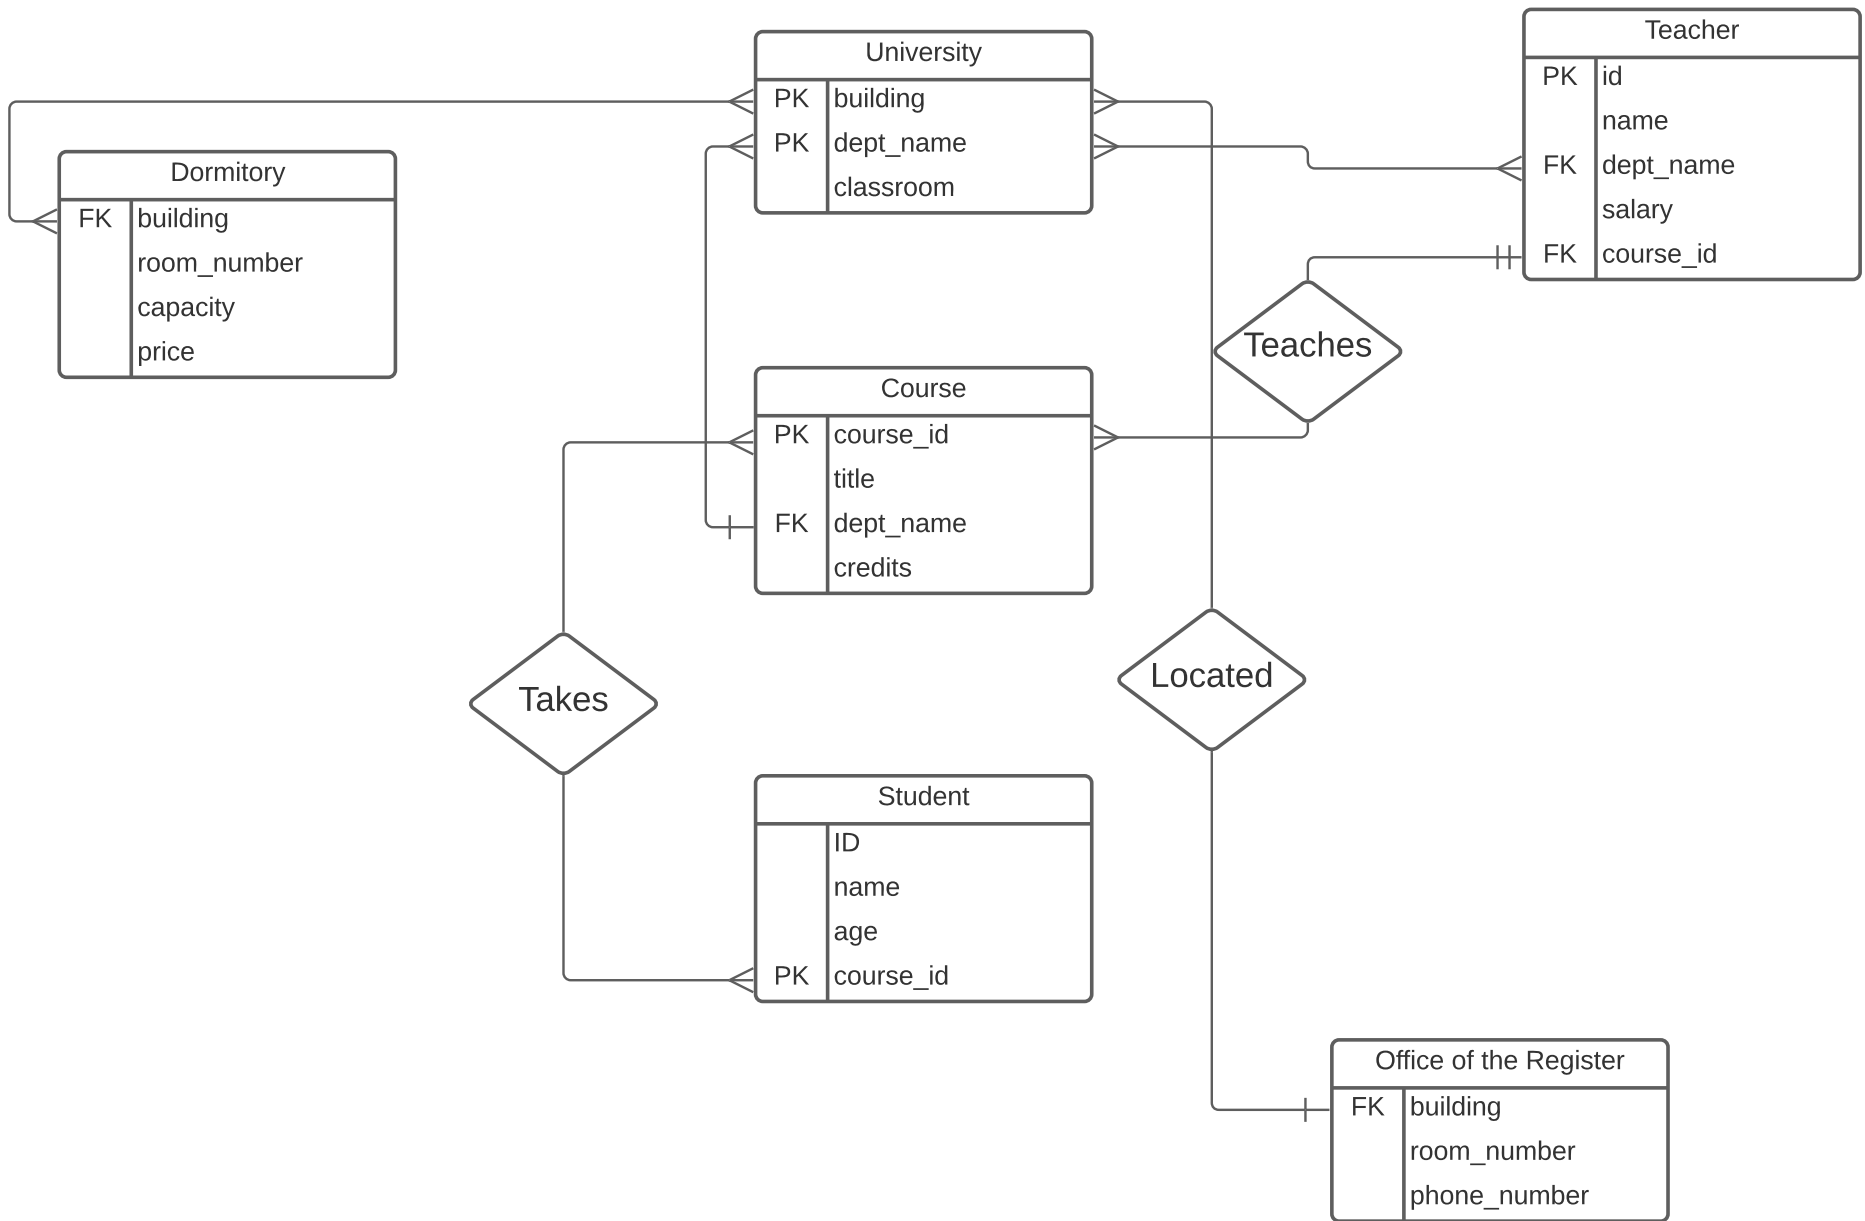 University
PK building
PK dept_name
classroom
Teacher
PK id
name
FK dept_name
salary
FK course_id
Dormitory
FK building
room_number
capacity
price
Teaches
Course
PK course_id
title
FK dept_name
credits
Takes
Located
Student
ID
name
age
PK course_id
Office of the Register
FK building
room_number
phone_number